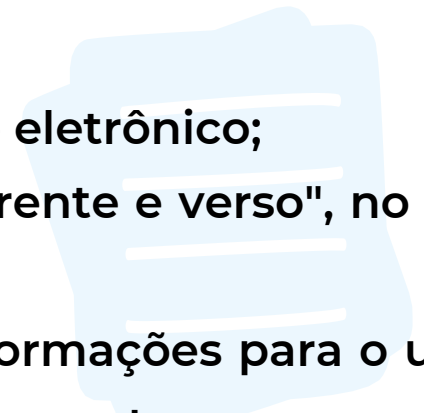 eletrônico;
rente e verso", no
ormações para o u